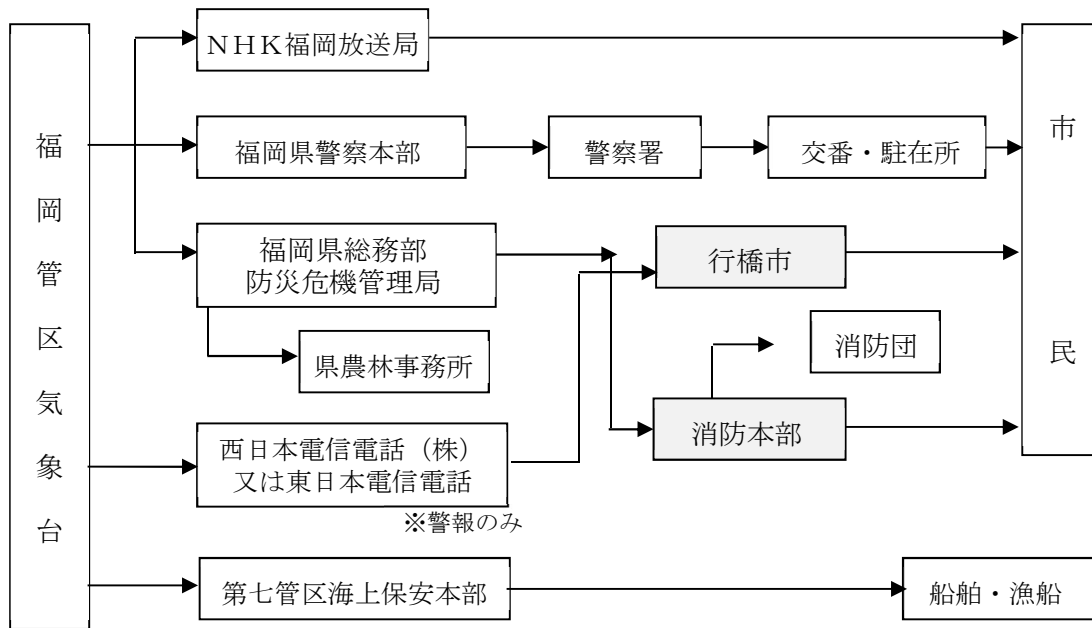 福岡管区気象台
NHK福岡放送局
市民
福岡県警察本部
警察署
交番・駐在所
福岡県総務部
防災危機管理局
行橋市
県農林事務所
消防団
消防本部
西日本電信電話（株）
又は東日本電信電話
※警報のみ
第七管区海上保安本部
船舶・漁船